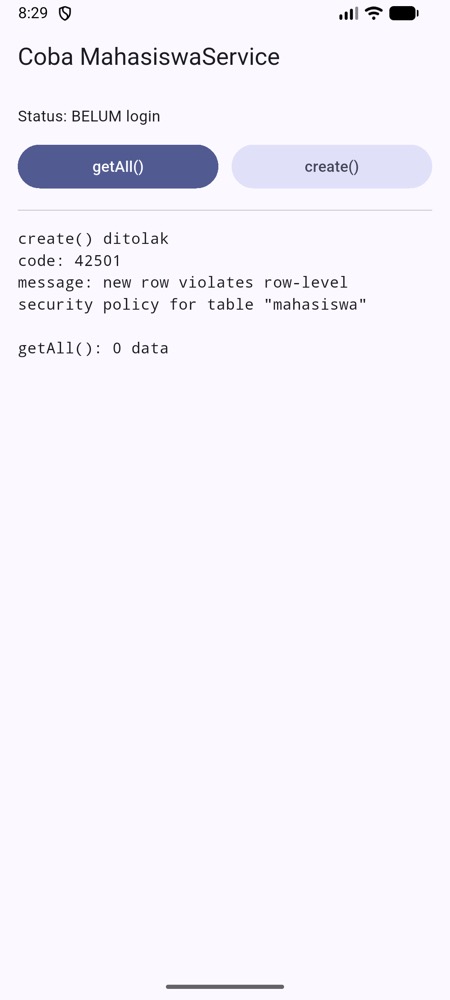 8:29
Coba MahasiswaService
Status: BELUM login
getAll() create()
create() ditolak
code: 42501
message: new row violates row-level
security policy for table "mahasiswa"
getAll(): 0 data